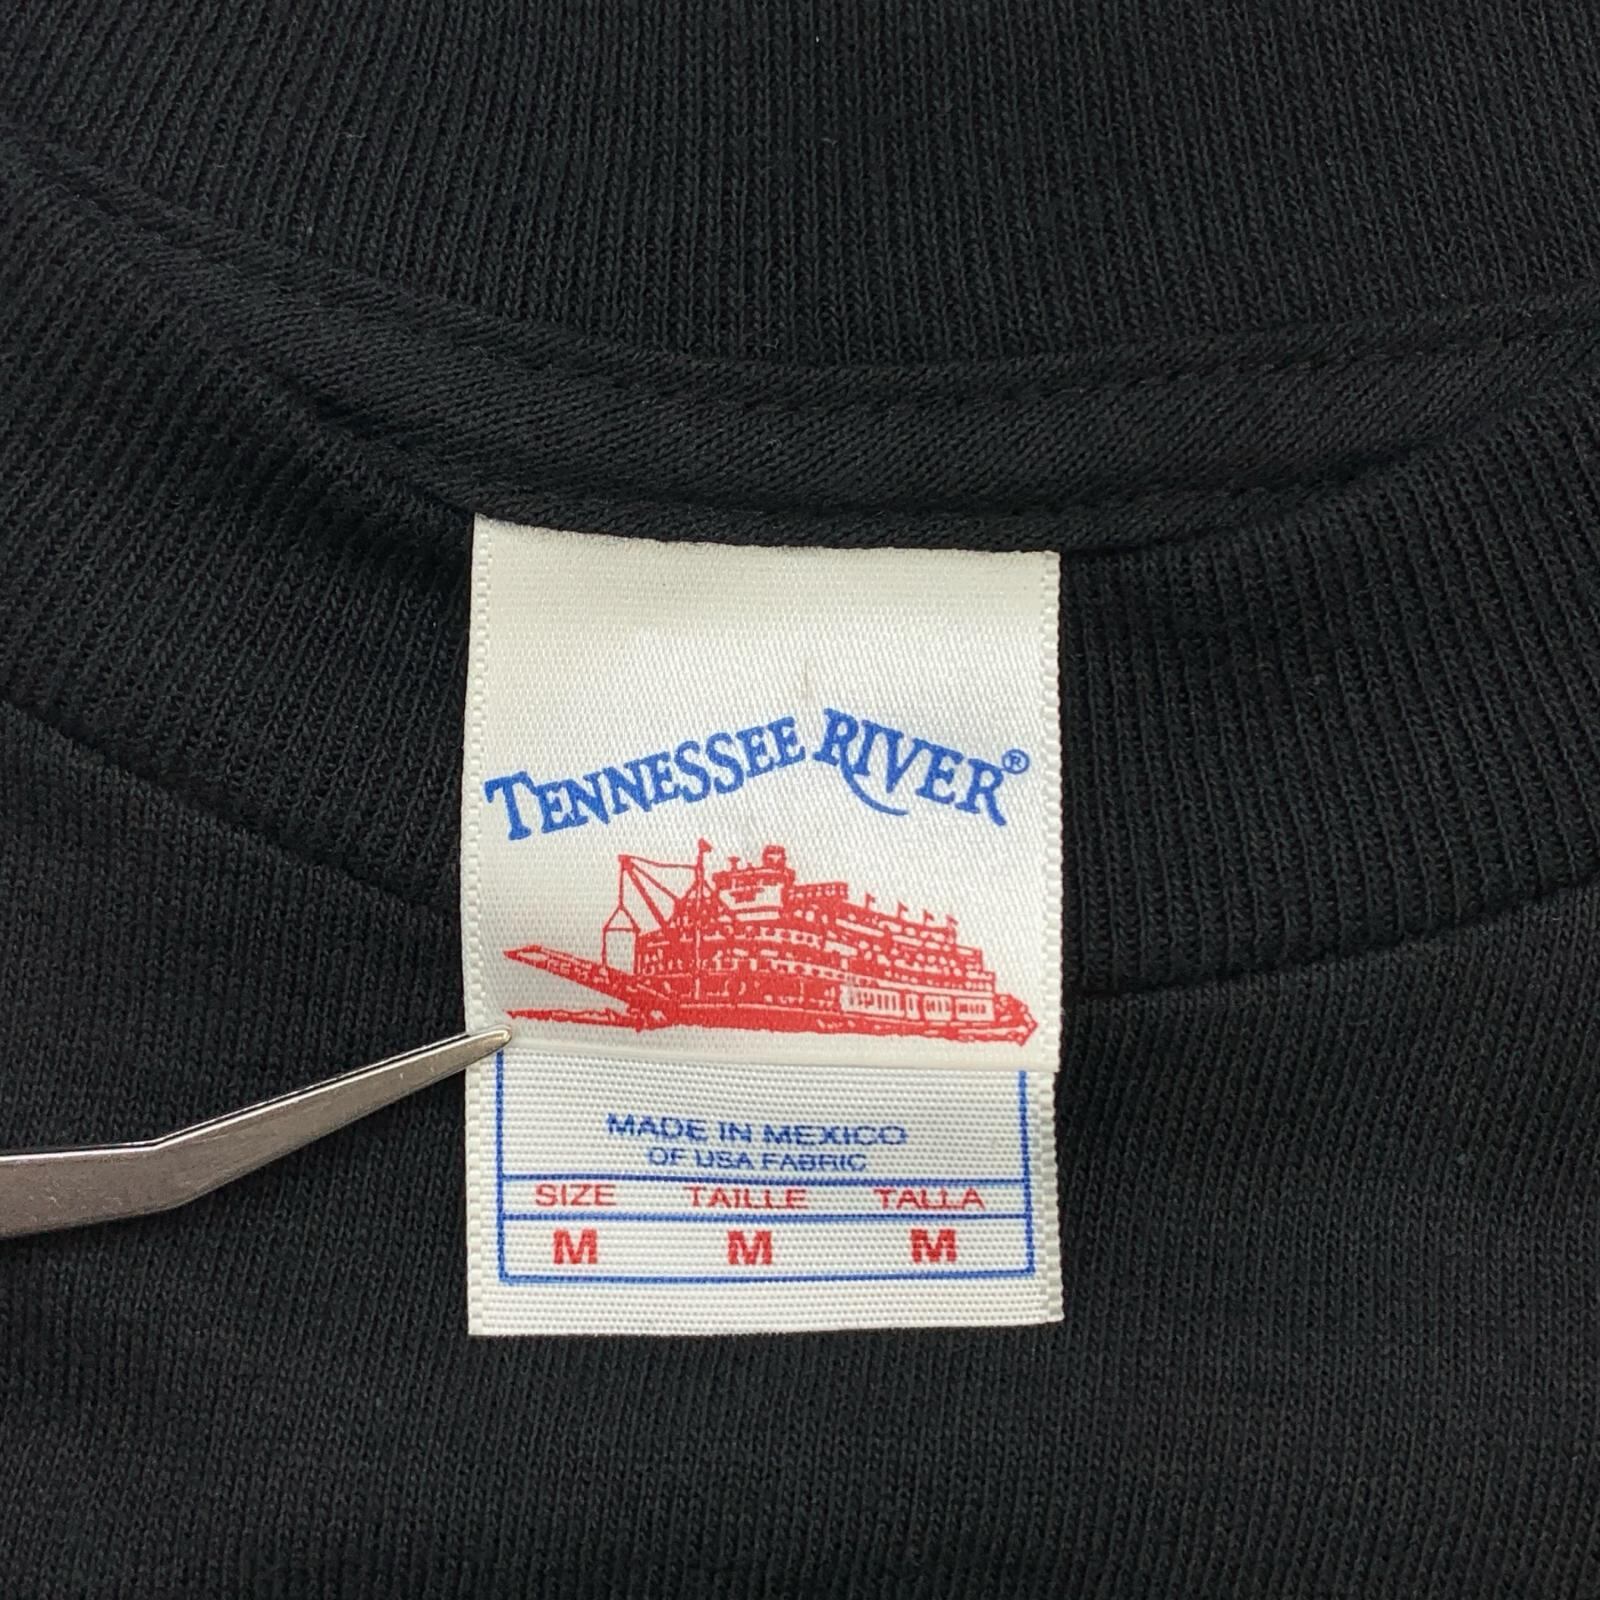 TENNESSEE RIVER®
MADE IN MEXICO
OF USA FABRIC
SIZE TAILLE TALLA
M M M